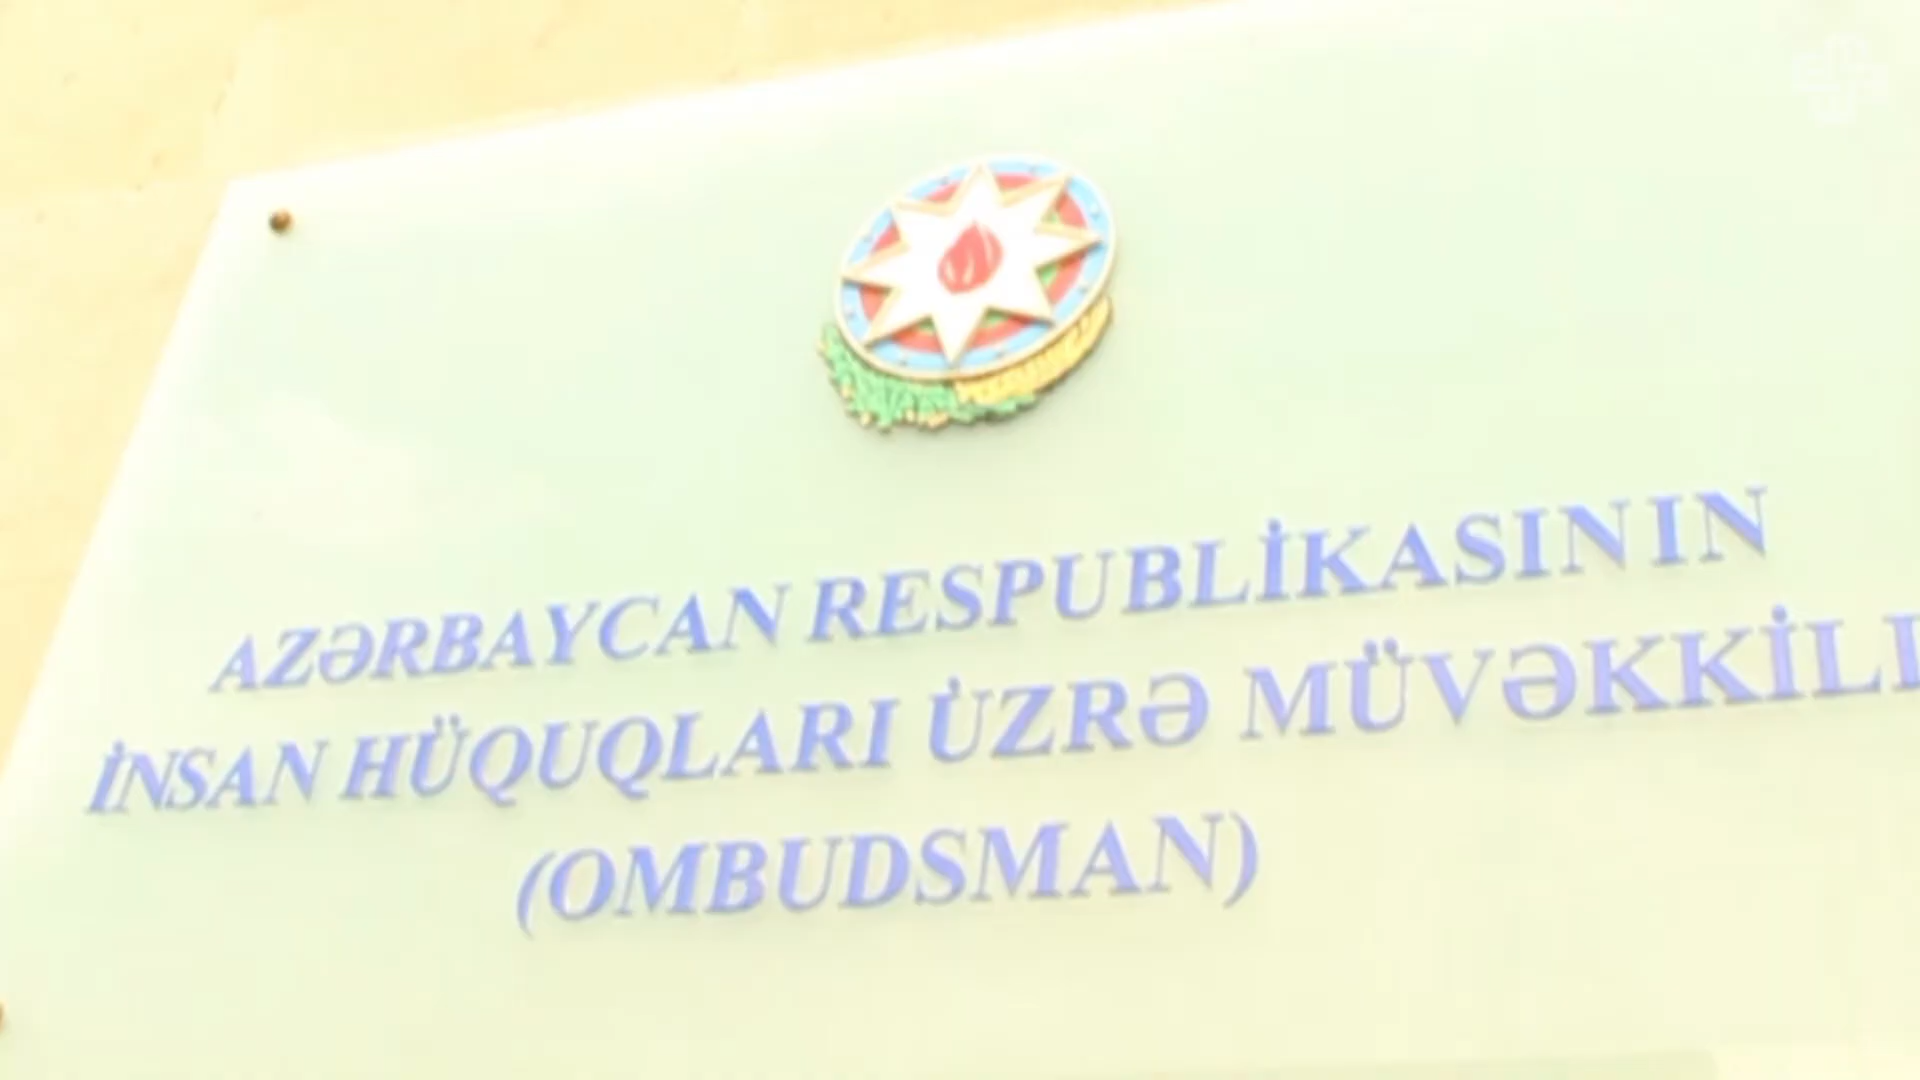 AZƏRBAYCAN RESPUBLİKASININ
İNSAN HÜQUQLARI ÜZRƏ MÜVƏKKİLİ
(OMBUDSMAN)